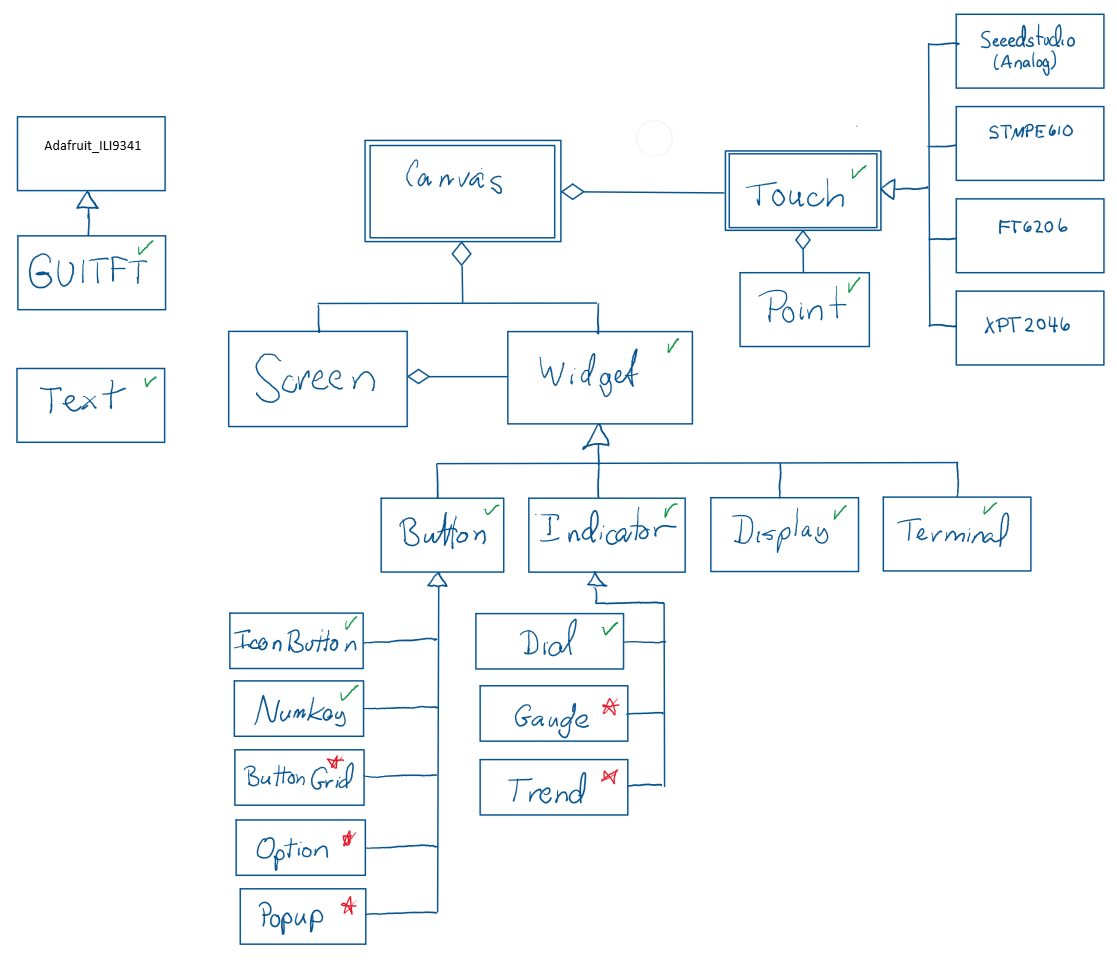 Seeedstudio
(Analog)
Adafruit_ILI9341
STMPE610
Canvas
Touch
GUITFT
FT6206
Point
XPT2046
Screen
Widget
Text
Button
Indicator
Display
Terminal
IconButton
Dial
Numkey
Gauge
ButtonGrid
Trend
Option
Popup